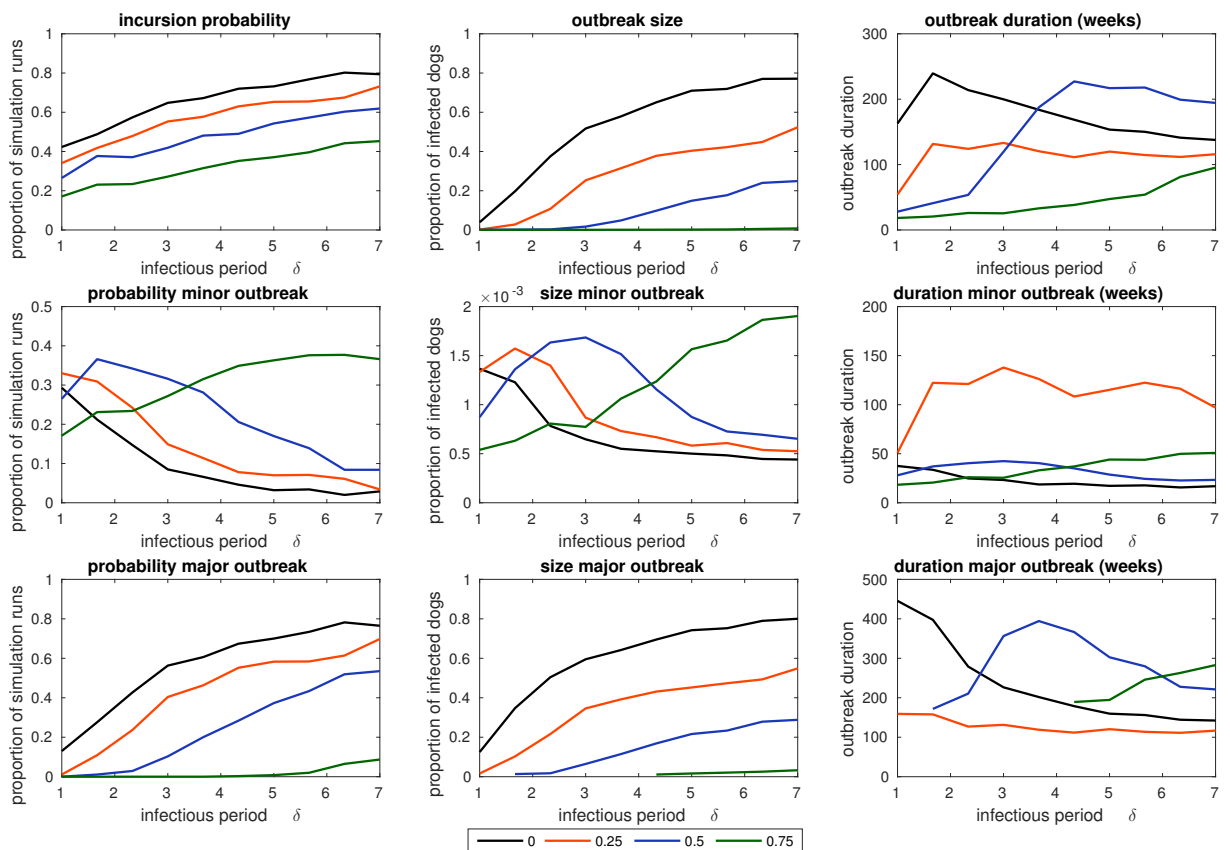 incursion probability
proportion of simulation runs
1
0.8
0.6
0.4
0.2
0
1 2 3 4 5 6 7
infectious period δ
outbreak size
proportion of infected dogs
1
0.8
0.6
0.4
0.2
0
1 2 3 4 5 6 7
infectious period δ
outbreak duration (weeks)
outbreak duration
300
200
100
0
1 2 3 4 5 6 7
infectious period δ
probability minor outbreak
proportion of simulation runs
0.5
0.4
0.3
0.2
0.1
0
1 2 3 4 5 6 7
infectious period δ
size minor outbreak
×10⁻³
proportion of infected dogs
2
1.5
1
0.5
0
1 2 3 4 5 6 7
infectious period δ
duration minor outbreak (weeks)
outbreak duration
200
150
100
50
0
1 2 3 4 5 6 7
infectious period δ
probability major outbreak
proportion of simulation runs
1
0.8
0.6
0.4
0.2
0
1 2 3 4 5 6 7
infectious period δ
size major outbreak
proportion of infected dogs
1
0.8
0.6
0.4
0.2
0
1 2 3 4 5 6 7
infectious period δ
duration major outbreak (weeks)
outbreak duration
500
400
300
200
100
0
1 2 3 4 5 6 7
infectious period δ
0 0.25 0.5 0.75